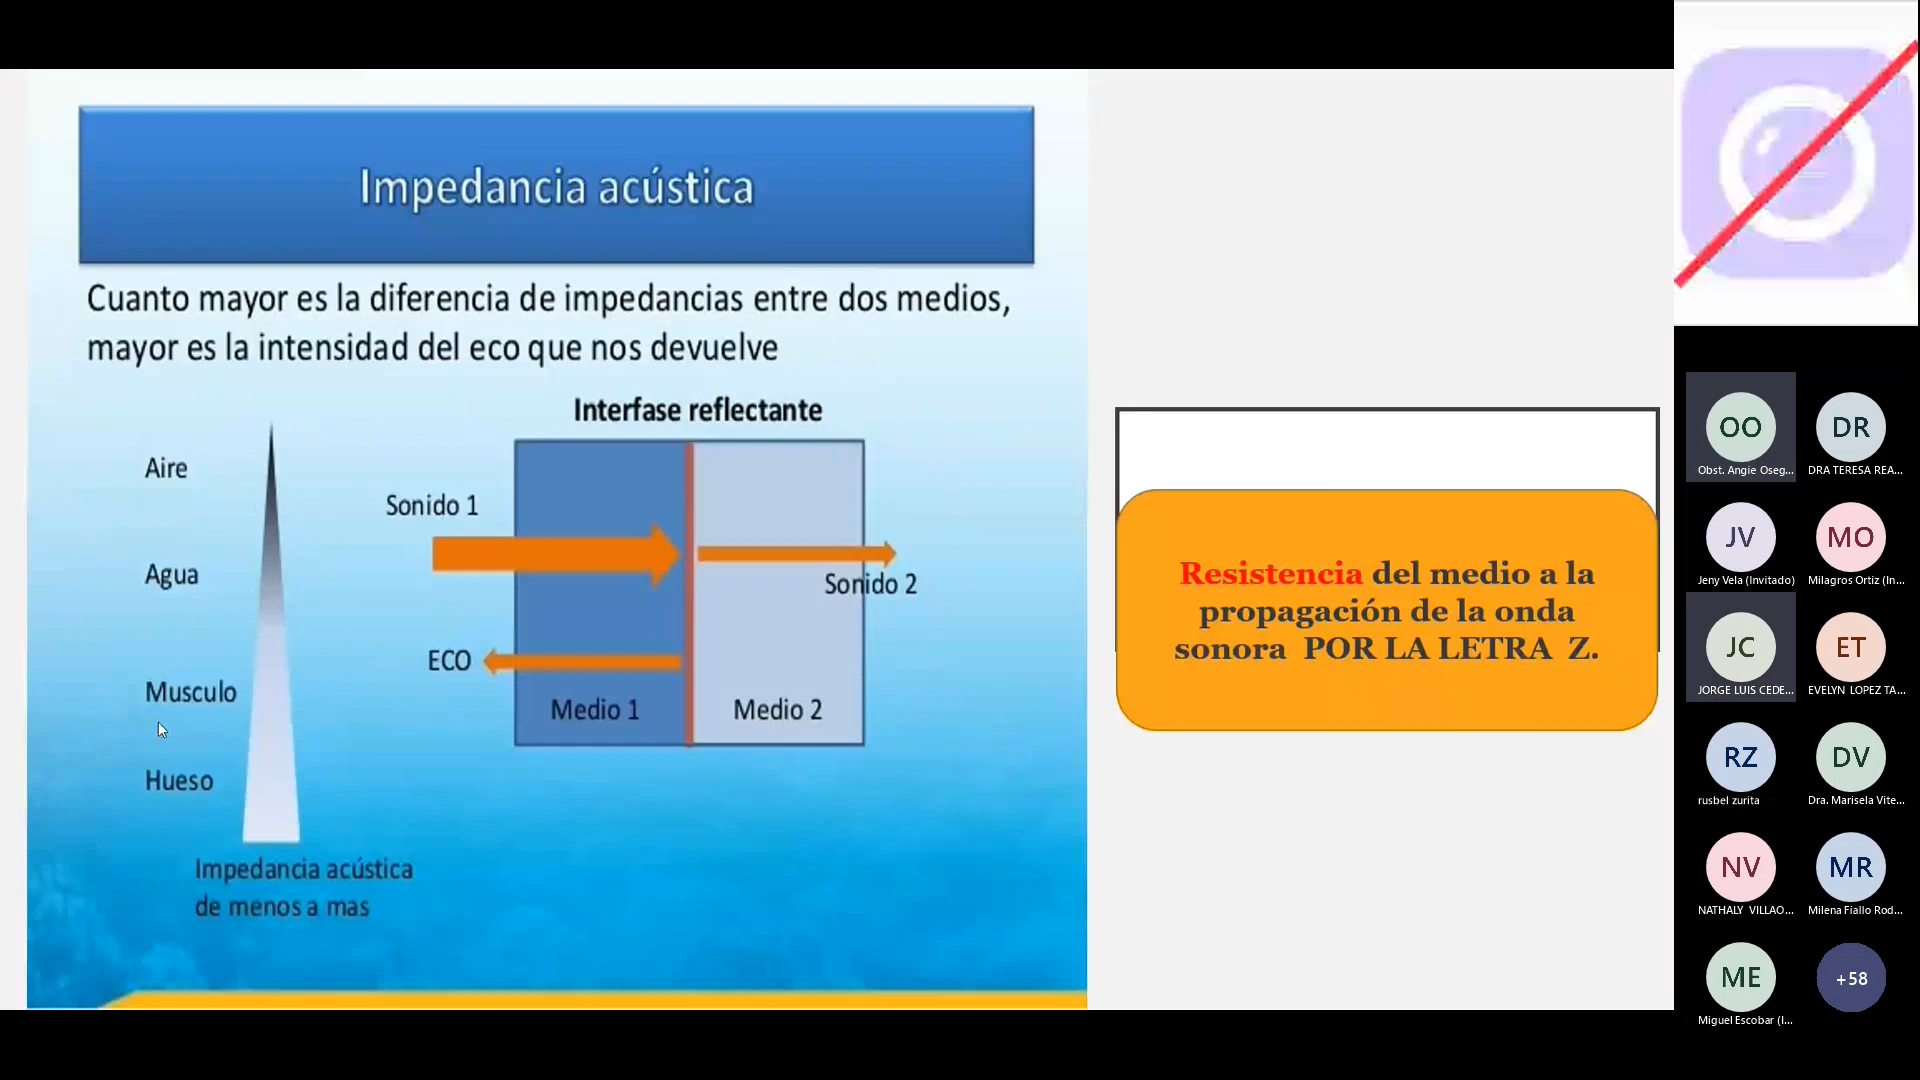 Impedancia acústica
Cuanto mayor es la diferencia de impedancias entre dos medios,
mayor es la intensidad del eco que nos devuelve
Interfase reflectante
Aire
Sonido 1
Agua
Sonido 2
ECO
Musculo
Medio 1
Medio 2
Hueso
Impedancia acústica
de menos a mas
Resistencia del medio a la
propagación de la onda
sonora POR LA LETRA Z.
OO
Obst. Angie Oseg...
DR
DRA TERESA REA...
JV
Jeny Vela (Invitado)
MO
Milagros Ortiz (In...
JC
JORGE LUIS CEDE...
ET
EVELYN LOPEZ TA...
RZ
rusbel zurita
DV
Dra. Marisela Vite...
NV
NATHALY VILLAO...
MR
Milena Fiallo Rod...
ME
Miguel Escobar (I...
+58